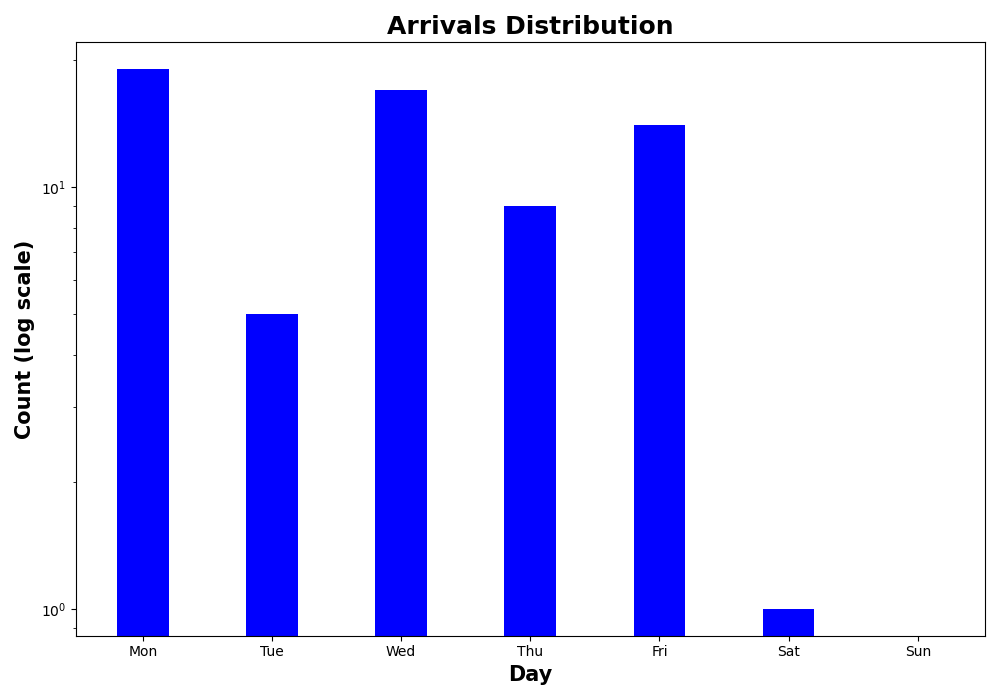 Arrivals Distribution
Count (log scale)
10¹
10⁰
Mon Tue Wed Thu Fri Sat Sun
Day